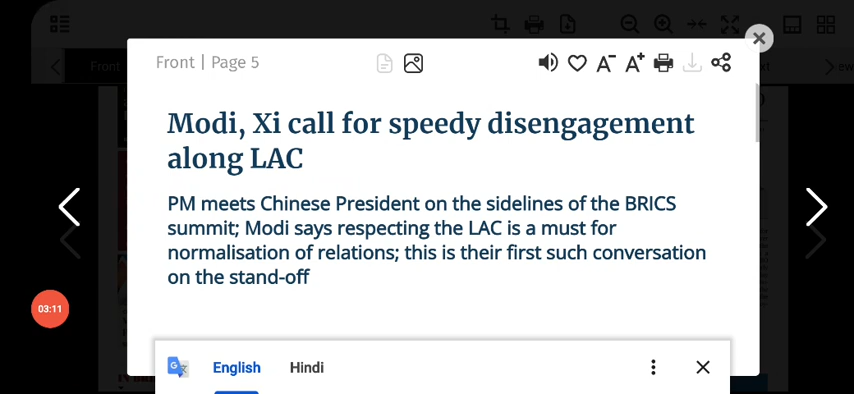 Front
Front | Page 5
A- A+
Modi, Xi call for speedy disengagement
along LAC
PM meets Chinese President on the sidelines of the BRICS
summit; Modi says respecting the LAC is a must for
normalisation of relations; this is their first such conversation
on the stand-off
03:11
English Hindi